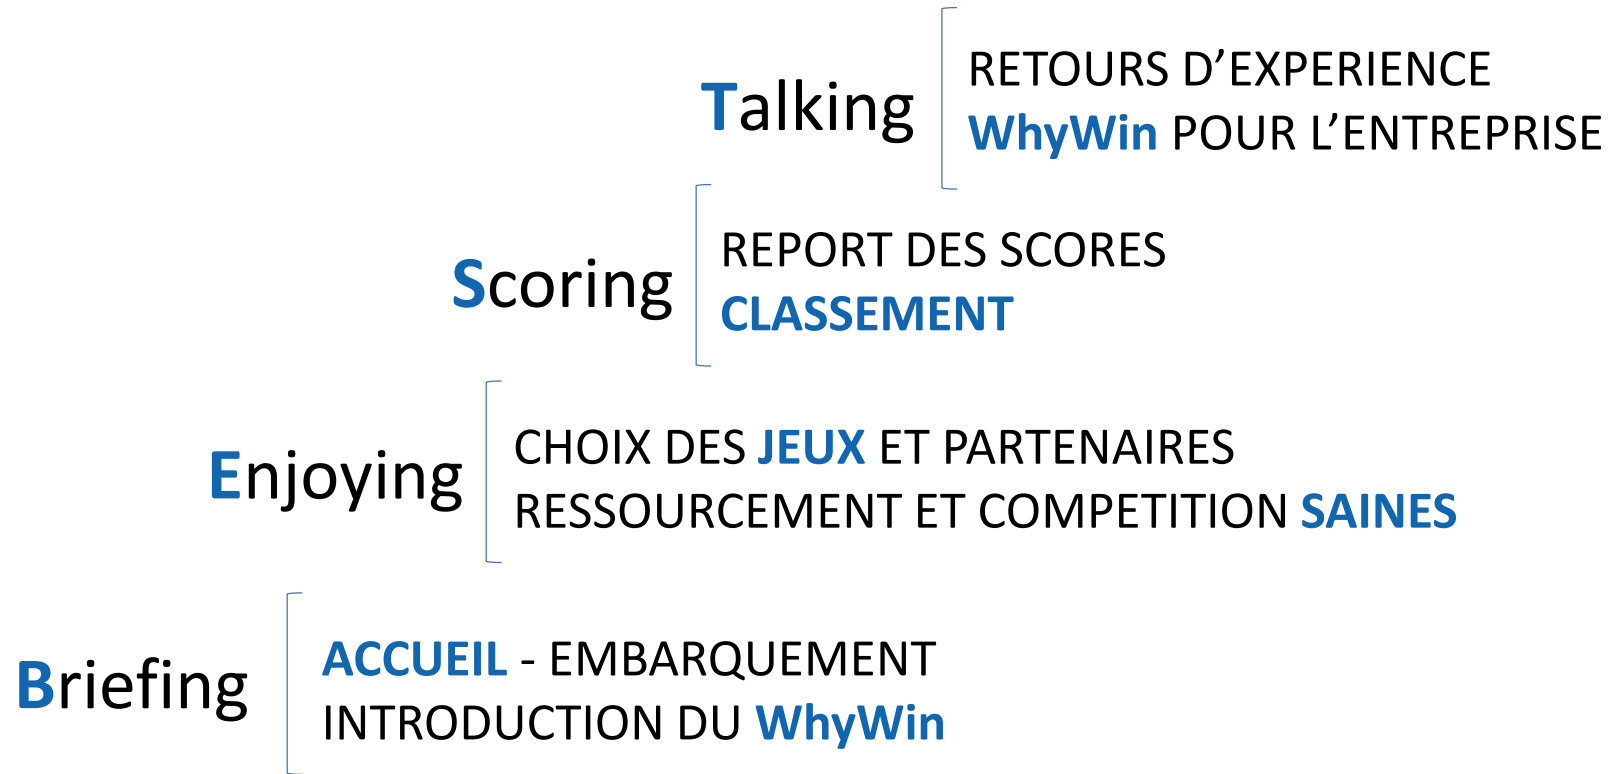 Talking
RETOURS D’EXPERIENCE
WhyWin POUR L’ENTREPRISE
Scoring
REPORT DES SCORES
CLASSEMENT
Enjoying
CHOIX DES JEUX ET PARTENAIRES
RESSOURCEMENT ET COMPETITION SAINES
Briefing
ACCUEIL - EMBARQUEMENT
INTRODUCTION DU WhyWin